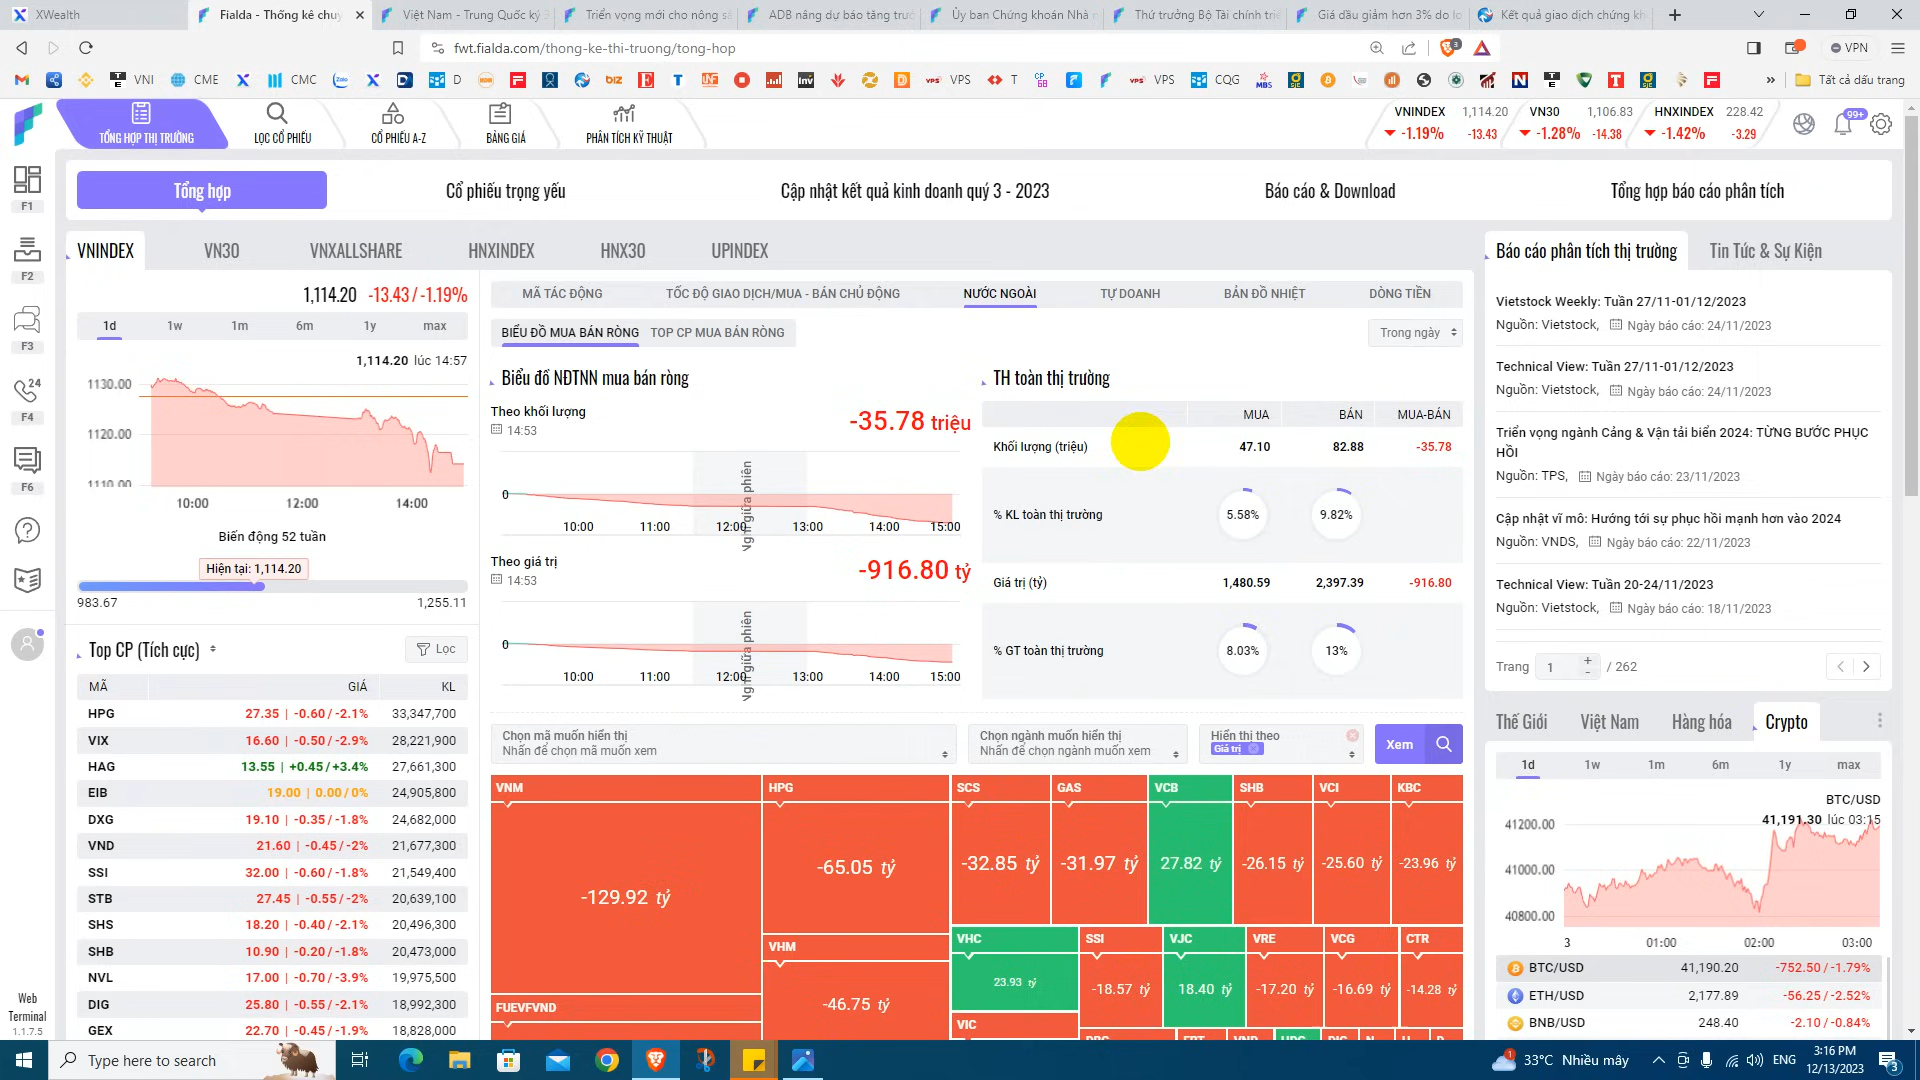 XWealth
Fialda - Thống kê chuy
Việt Nam - Trung Quốc ký 3
Triển vọng mới cho nông sả
ADB nâng dự báo tăng trưở
Ủy ban Chứng khoán Nhà n
Thứ trưởng Bộ Tài chính tri
Giá dầu giảm hơn 3% do lo
Kết quả giao dịch chứng kh
fwt.fialda.com/thong-ke-thi-truong/tong-hop
VPN
VNI
CME
CMC
D
VPS
T
VPS
CQG
Tất cả dấu trang
TỔNG HỢP THỊ TRƯỜNG
LỌC CỔ PHIẾU
CỔ PHIẾU A-Z
BẢNG GIÁ
PHÂN TÍCH KỸ THUẬT
VNINDEX 1,114.20
-1.19% -13.43
VN30 1,106.83
-1.28% -14.38
HNXINDEX 228.42
-1.42% -3.29
99+
F1
F2
F3
24
F4
F6
Web
Terminal
1.1.7.5
Tổng hợp
Cổ phiếu trọng yếu
Cập nhật kết quả kinh doanh quý 3 - 2023
Báo cáo & Download
Tổng hợp báo cáo phân tích
VNINDEX VN30 VNXALLSHARE HNXINDEX HNX30 UPINDEX
1,114.20 -13.43 / -1.19%
1d 1w 1m 6m 1y max
1,114.20 lúc 14:57
1130.00
1120.00
1110.00
10:00 12:00 14:00
Biến động 52 tuần
Hiện tại: 1,114.20
983.67 1,255.11
Top CP (Tích cực)
Lọc
MÃ GIÁ KL
HPG 27.35 | -0.60 / -2.1% 33,347,700
VIX 16.60 | -0.50 / -2.9% 28,221,900
HAG 13.55 | +0.45 / +3.4% 27,661,300
EIB 19.00 | 0.00 / 0% 24,905,800
DXG 19.10 | -0.35 / -1.8% 24,682,000
VND 21.60 | -0.45 / -2% 21,677,300
SSI 32.00 | -0.60 / -1.8% 21,549,400
STB 27.45 | -0.55 / -2% 20,639,100
SHS 18.20 | -0.40 / -2.1% 20,496,300
SHB 10.90 | -0.20 / -1.8% 20,473,000
NVL 17.00 | -0.70 / -3.9% 19,975,500
DIG 25.80 | -0.55 / -2.1% 18,992,300
GEX 22.70 | -0.45 / -1.9% 18,828,000
MÃ TÁC ĐỘNG
TỐC ĐỘ GIAO DỊCH/MUA - BÁN CHỦ ĐỘNG
NƯỚC NGOÀI
TỰ DOANH
BẢN ĐỒ NHIỆT
DÒNG TIỀN
BIỂU ĐỒ MUA BÁN RÒNG
TOP CP MUA BÁN RÒNG
Trong ngày
Biểu đồ NĐTNN mua bán ròng
Theo khối lượng
14:53
-35.78 triệu
0
Nghỉ giữa phiên
10:00 11:00 12:00 13:00 14:00 15:00
Theo giá trị
14:53
-916.80 tỷ
0
Nghỉ giữa phiên
10:00 11:00 12:00 13:00 14:00 15:00
TH toàn thị trường
MUA BÁN MUA-BÁN
Khối lượng (triệu) 47.10 82.88 -35.78
% KL toàn thị trường 5.58% 9.82%
Giá trị (tỷ) 1,480.59 2,397.39 -916.80
% GT toàn thị trường 8.03% 13%
Chọn mã muốn hiển thị
Nhấn để chọn mã muốn xem
Chọn ngành muốn hiển thị
Nhấn để chọn ngành muốn xem
Hiển thị theo
Giá trị
Xem
VNM
-129.92 tỷ
FUEVFVND
HPG
-65.05 tỷ
VHM
-46.75 tỷ
SCS
-32.85 tỷ
GAS
-31.97 tỷ
VCB
27.82 tỷ
SHB
-26.15 tỷ
VCI
-25.60 tỷ
KBC
-23.96 tỷ
VHC
23.93 tỷ
VIC
SSI
-18.57 tỷ
VJC
18.40 tỷ
VRE
-17.20 tỷ
VCG
-16.69 tỷ
CTR
-14.28 tỷ
Báo cáo phân tích thị trường
Tin Tức & Sự Kiện
Vietstock Weekly: Tuần 27/11-01/12/2023
Nguồn: Vietstock, Ngày báo cáo: 24/11/2023
Technical View: Tuần 27/11-01/12/2023
Nguồn: Vietstock, Ngày báo cáo: 24/11/2023
Triển vọng ngành Cảng & Vận tải biển 2024: TỪNG BƯỚC PHỤC
HỒI
Nguồn: TPS, Ngày báo cáo: 23/11/2023
Cập nhật vĩ mô: Hướng tới sự phục hồi mạnh hơn vào 2024
Nguồn: VNDS, Ngày báo cáo: 22/11/2023
Technical View: Tuần 20-24/11/2023
Nguồn: Vietstock, Ngày báo cáo: 18/11/2023
Trang 1 / 262
Thế Giới Việt Nam Hàng hóa Crypto
1d 1w 1m 6m 1y max
BTC/USD
41,191.30 lúc 03:15
41200.00
41000.00
40800.00
3 01:00 02:00 03:00
BTC/USD 41,190.20 -752.50 / -1.79%
ETH/USD 2,177.89 -56.25 / -2.52%
BNB/USD 248.40 -2.10 / -0.84%
Type here to search
33°C Nhiều mây
ENG
3:16 PM
12/13/2023
3